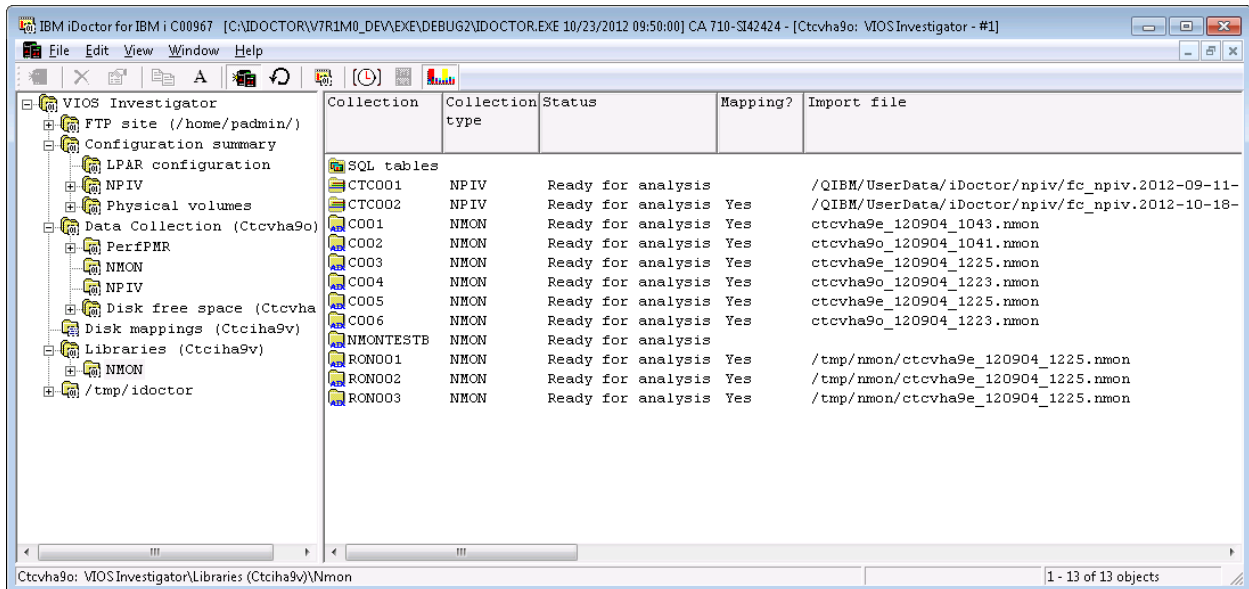 IBM iDoctor for IBM i C00967 [C:\IDOCTOR\V7R1M0_DEV\EXE\DEBUG2\IDOCTOR.EXE 10/23/2012 09:50:00] CA 710-SI42424 - [Ctcvha9o: VIOS Investigator - #1]
File Edit View Window Help
A
VIOS Investigator
FTP site (/home/padmin/)
Configuration summary
LPAR configuration
NPIV
Physical volumes
Data Collection (Ctcvha9o)
PerfPMR
NMON
NPIV
Disk free space (Ctcvha
Disk mappings (Ctciha9v)
Libraries (Ctciha9v)
NMON
/tmp/idoctor
Collection Collection type Status Mapping? Import file
SQL tables
CTC001 NPIV Ready for analysis /QIBM/UserData/iDoctor/npiv/fc_npiv.2012-09-11-
CTC002 NPIV Ready for analysis Yes /QIBM/UserData/iDoctor/npiv/fc_npiv.2012-10-18-
C001 NMON Ready for analysis Yes ctcvha9e_120904_1043.nmon
C002 NMON Ready for analysis Yes ctcvha9o_120904_1041.nmon
C003 NMON Ready for analysis Yes ctcvha9e_120904_1225.nmon
C004 NMON Ready for analysis Yes ctcvha9o_120904_1223.nmon
C005 NMON Ready for analysis Yes ctcvha9e_120904_1225.nmon
C006 NMON Ready for analysis Yes ctcvha9o_120904_1223.nmon
NMONTESTB NMON Ready for analysis
RON001 NMON Ready for analysis Yes /tmp/nmon/ctcvha9e_120904_1225.nmon
RON002 NMON Ready for analysis Yes /tmp/nmon/ctcvha9e_120904_1225.nmon
RON003 NMON Ready for analysis Yes /tmp/nmon/ctcvha9e_120904_1225.nmon
Ctcvha9o: VIOS Investigator\Libraries (Ctciha9v)\Nmon
1 - 13 of 13 objects